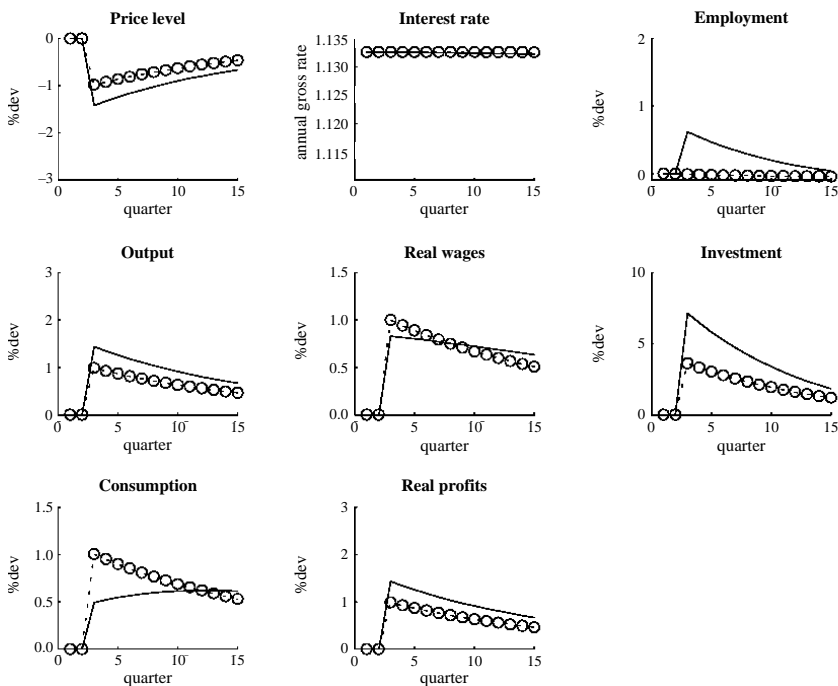 Price level
Interest rate
Employment
0
−1
−2
−3
%dev
0
5
10
15
quarter
1.135
1.130
1.125
1.120
1.115
annual gross rate
0
5
10
15
quarter
2
1
0
%dev
0
5
10
15
quarter
Output
Real wages
Investment
3
2
1
0
%dev
0
5
10
15
quarter
1.5
1.0
0.5
0.0
%dev
0
5
10
15
quarter
10
5
0
%dev
0
5
10
15
quarter
Consumption
Real profits
1.5
1.0
0.5
0.0
%dev
0
5
10
15
quarter
3
2
1
0
%dev
0
5
10
15
quarter